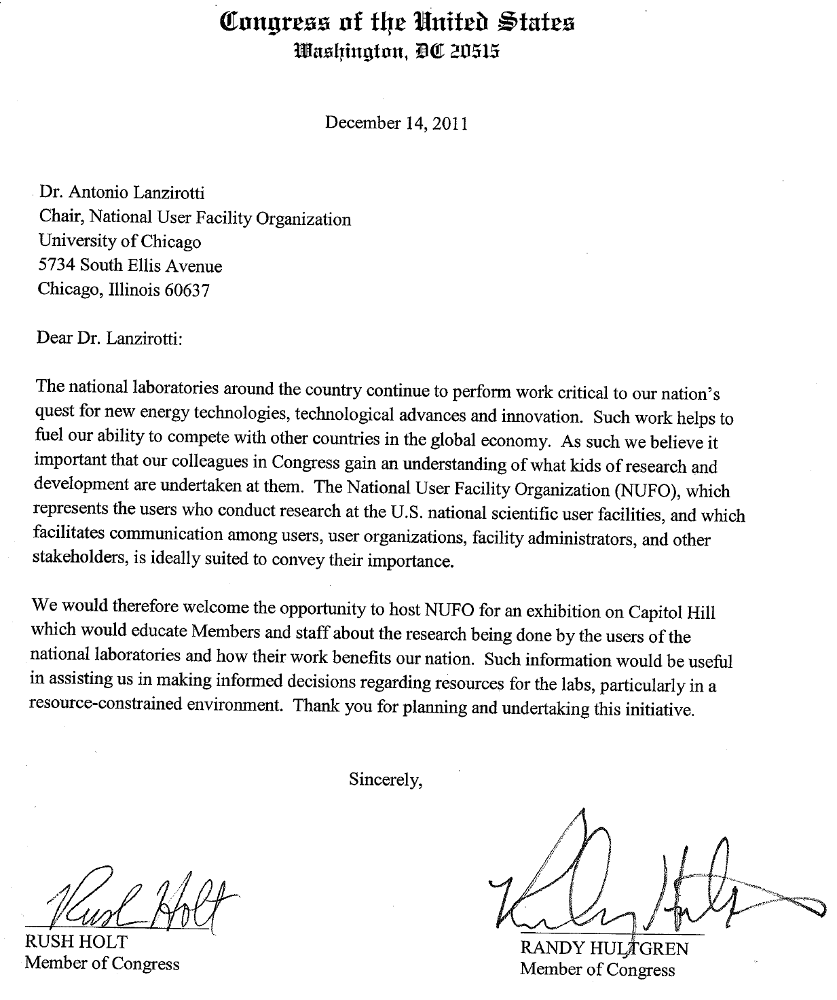 Congress of the United States
Washington, DC 20515
December 14, 2011
Dr. Antonio Lanzirotti
Chair, National User Facility Organization
University of Chicago
5734 South Ellis Avenue
Chicago, Illinois 60637
Dear Dr. Lanzirotti:
The national laboratories around the country continue to perform work critical to our nation's
quest for new energy technologies, technological advances and innovation. Such work helps to
fuel our ability to compete with other countries in the global economy. As such we believe it
important that our colleagues in Congress gain an understanding of what kids of research and
development are undertaken at them. The National User Facility Organization (NUFO), which
represents the users who conduct research at the U.S. national scientific user facilities, and which
facilitates communication among users, user organizations, facility administrators, and other
stakeholders, is ideally suited to convey their importance.
We would therefore welcome the opportunity to host NUFO for an exhibition on Capitol Hill
which would educate Members and staff about the research being done by the users of the
national laboratories and how their work benefits our nation. Such information would be useful
in assisting us in making informed decisions regarding resources for the labs, particularly in a
resource-constrained environment. Thank you for planning and undertaking this initiative.
Sincerely,
Rush Holt
RUSH HOLT
Member of Congress
Randy Hultgren
RANDY HULTGREN
Member of Congress